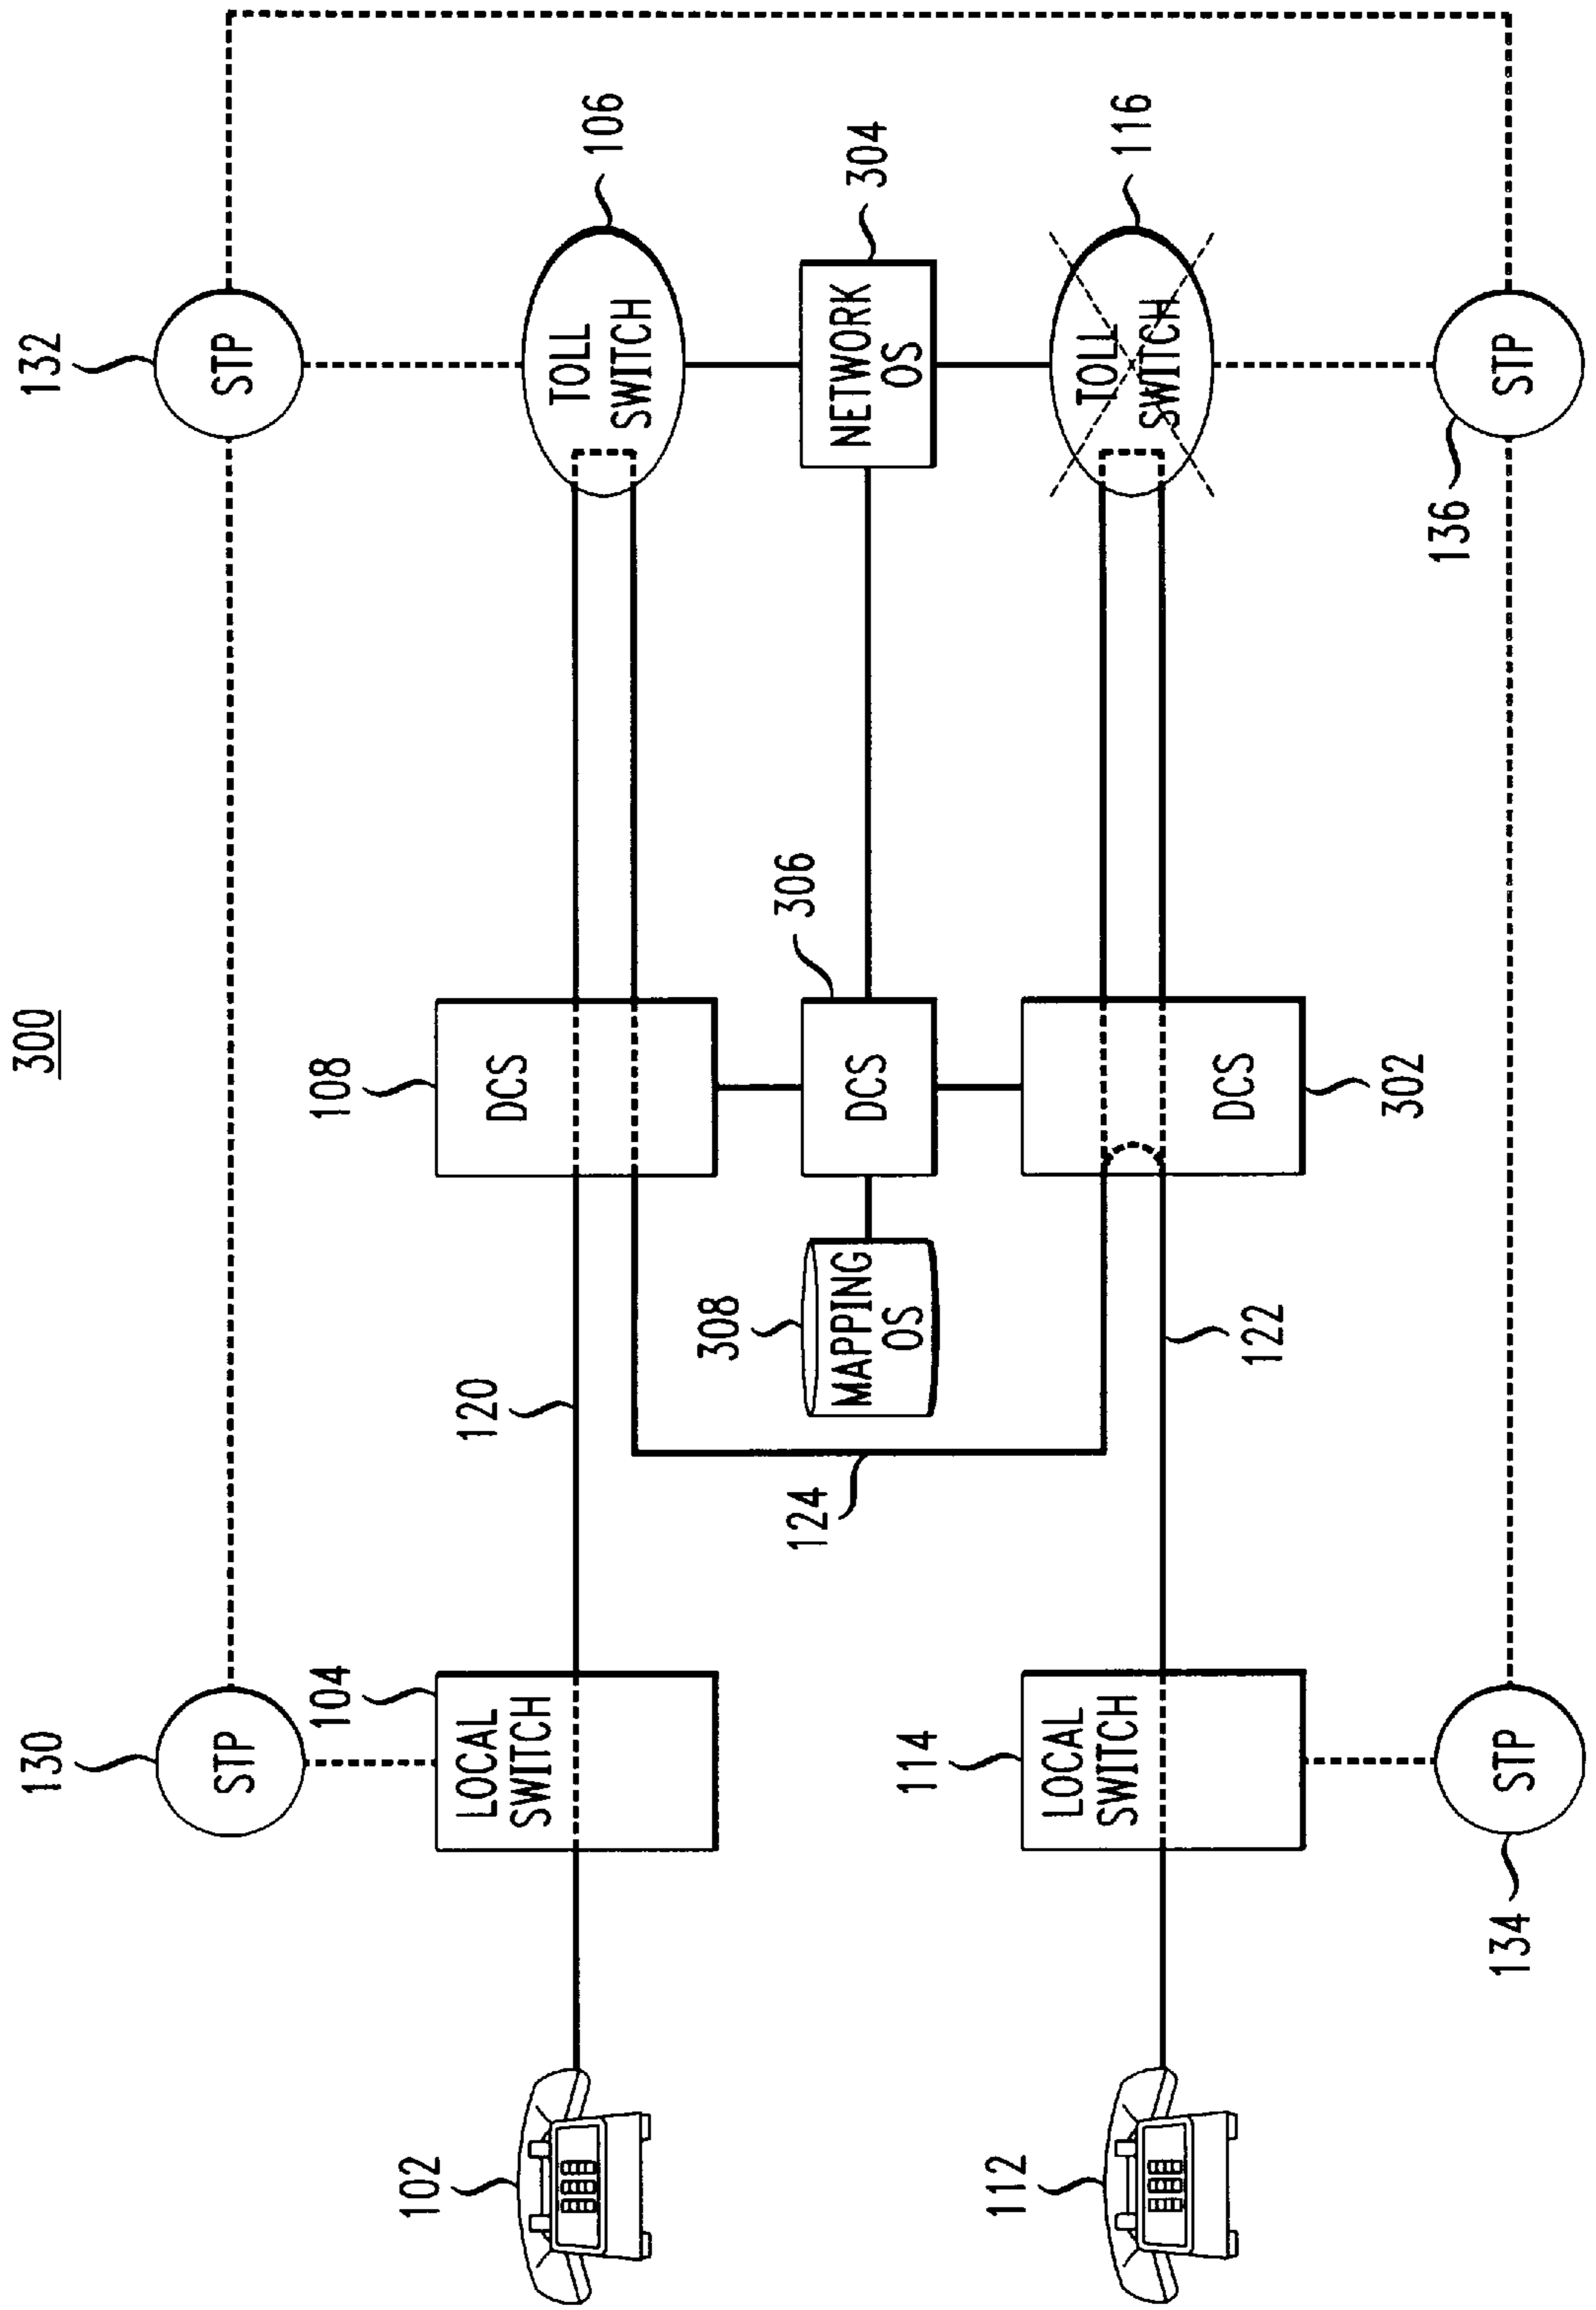 300
130
STP
132
STP
104
LOCAL
SWITCH
108
DCS
TOLL
SWITCH
106
102
120
308
MAPPING
OS
306
DCS
NETWORK
OS
304
124
114
LOCAL
SWITCH
DCS
302
TOLL
SWITCH
116
112
122
134
STP
136
STP